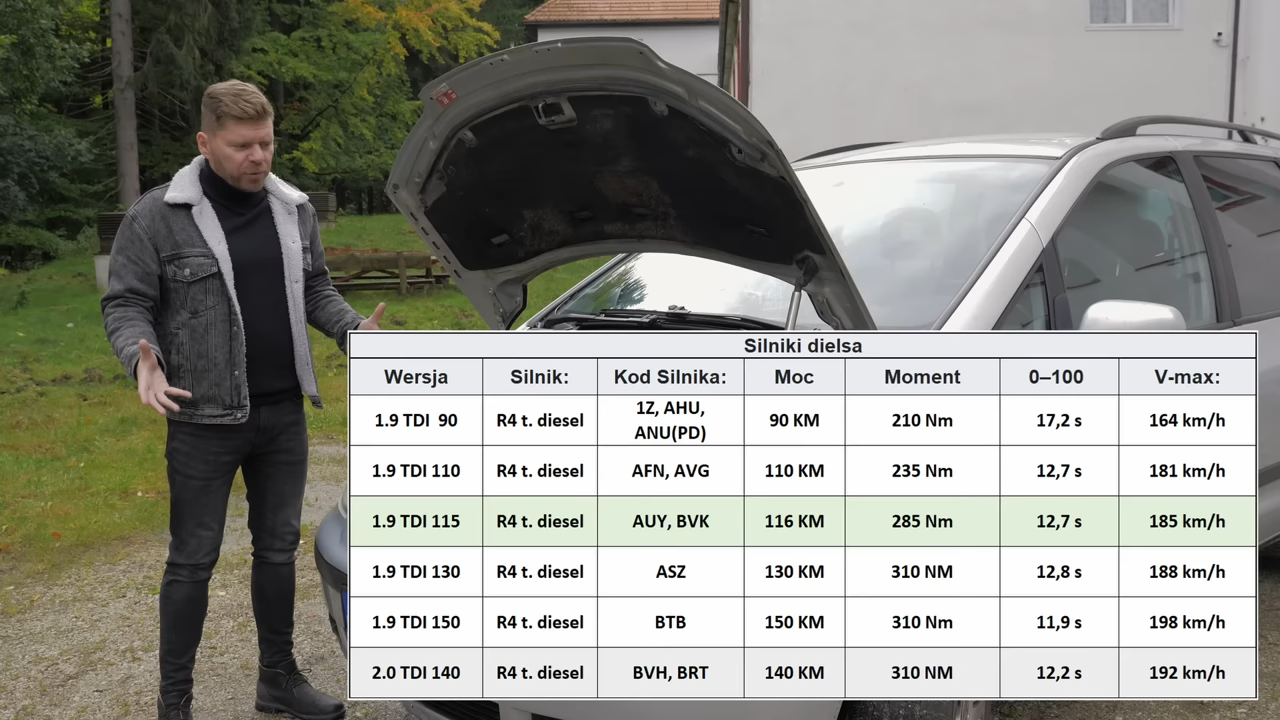 Silniki dielsa
Wersja Silnik: Kod Silnika: Moc Moment 0–100 V-max:
1.9 TDI 90 R4 t. diesel 1Z, AHU, ANU(PD) 90 KM 210 Nm 17,2 s 164 km/h
1.9 TDI 110 R4 t. diesel AFN, AVG 110 KM 235 Nm 12,7 s 181 km/h
1.9 TDI 115 R4 t. diesel AUY, BVK 116 KM 285 Nm 12,7 s 185 km/h
1.9 TDI 130 R4 t. diesel ASZ 130 KM 310 NM 12,8 s 188 km/h
1.9 TDI 150 R4 t. diesel BTB 150 KM 310 Nm 11,9 s 198 km/h
2.0 TDI 140 R4 t. diesel BVH, BRT 140 KM 310 NM 12,2 s 192 km/h